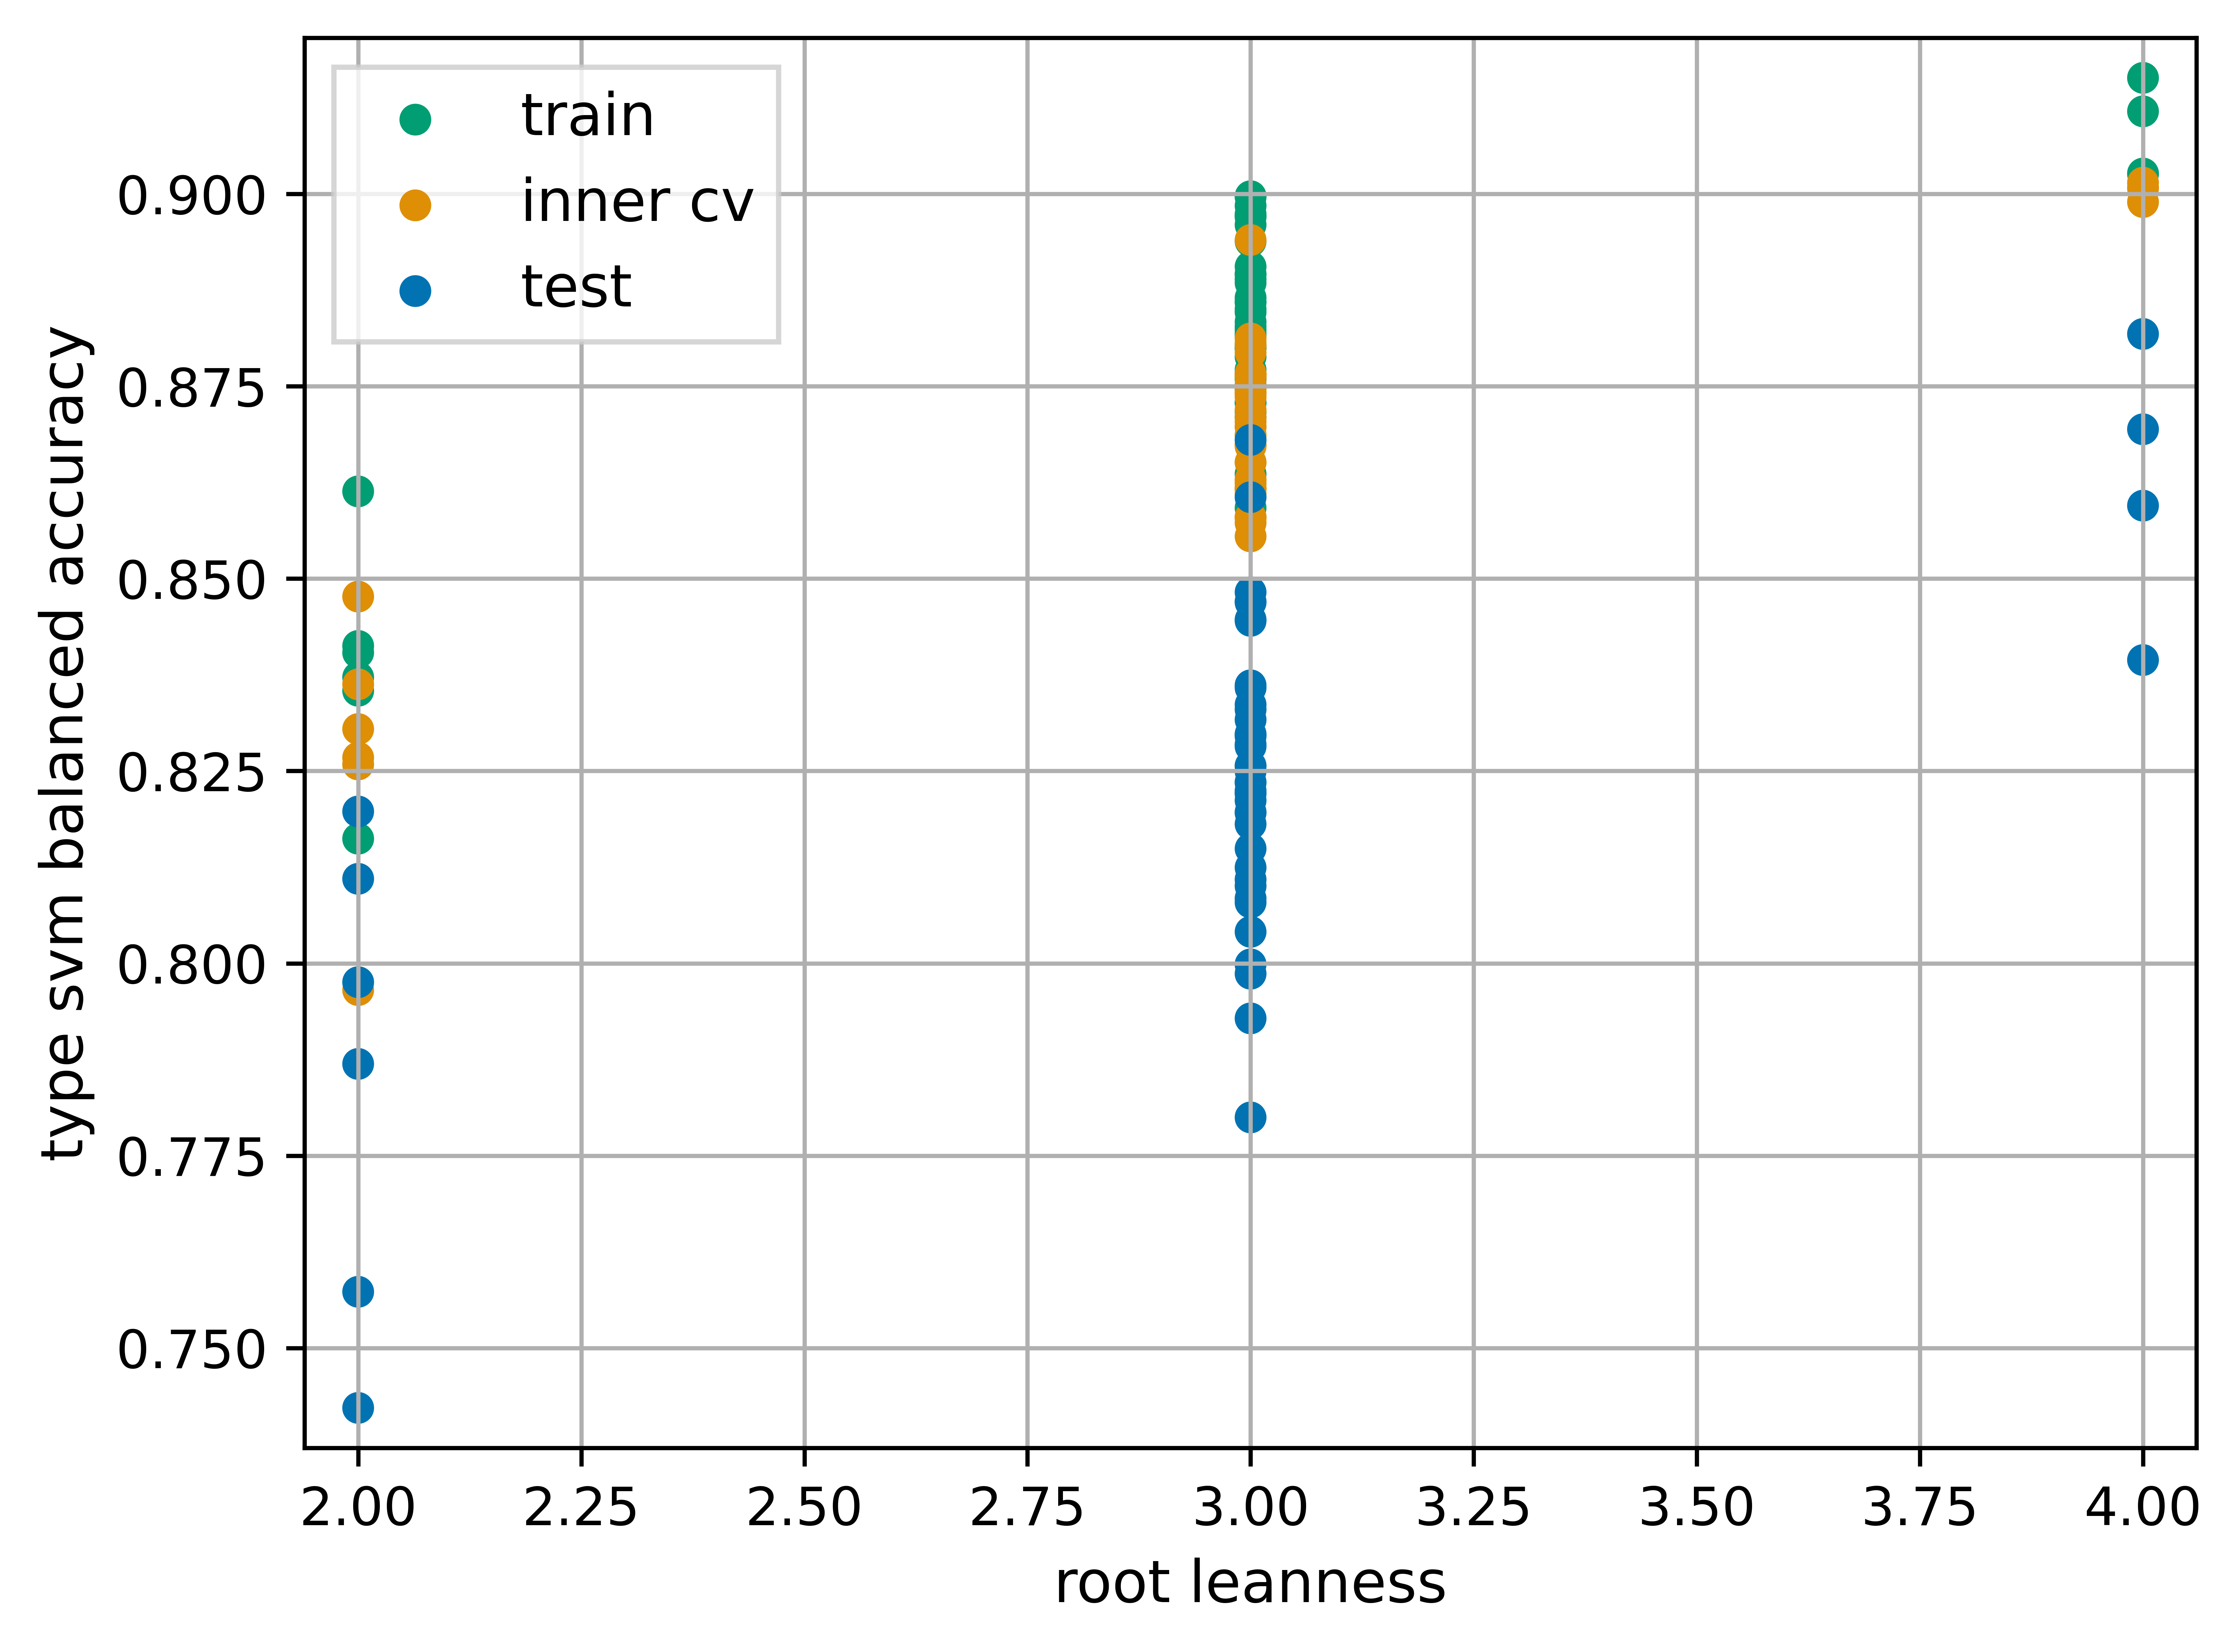 train
inner cv
test
0.900
0.875
0.850
0.825
0.800
0.775
0.750
type svm balanced accuracy
2.00 2.25 2.50 2.75 3.00 3.25 3.50 3.75 4.00
root leanness